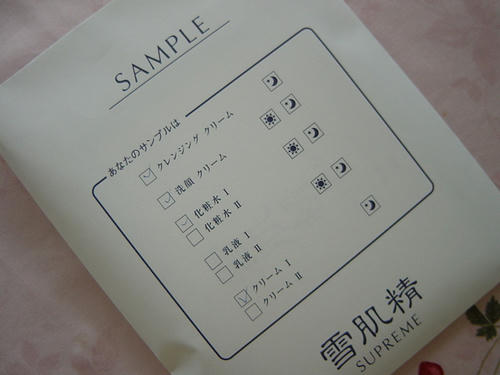 SAMPLE
あなたのサンプルは
クレンジング クリーム
洗顔 クリーム
化粧水 I
化粧水 II
乳液 I
乳液 II
クリーム I
クリーム II
雪肌精
SUPREME